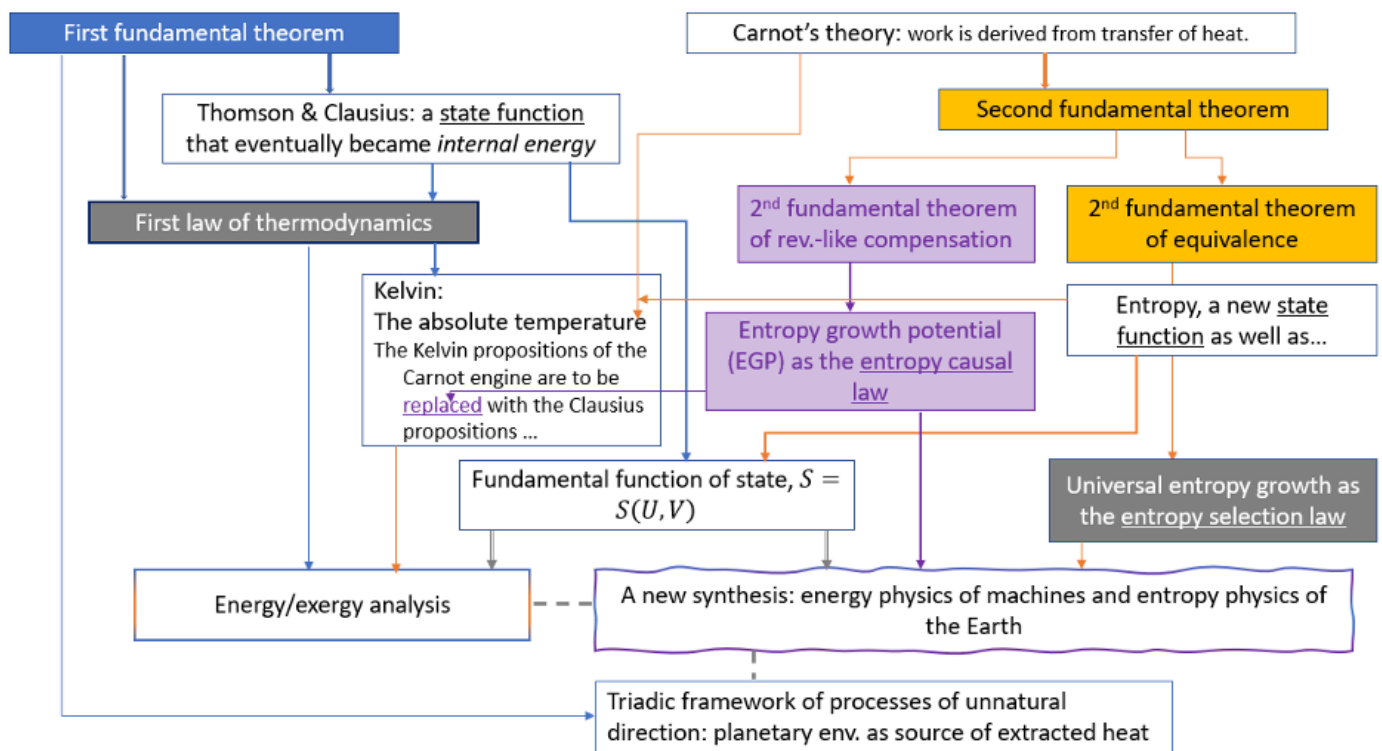 First fundamental theorem
Carnot’s theory: work is derived from transfer of heat.
Thomson & Clausius: a state function
that eventually became internal energy
Second fundamental theorem
First law of thermodynamics
2nd fundamental theorem
of rev.-like compensation
2nd fundamental theorem
of equivalence
Kelvin:
The absolute temperature
The Kelvin propositions of the
Carnot engine are to be
replaced with the Clausius
propositions ...
Entropy growth potential
(EGP) as the entropy causal
law
Entropy, a new state
function as well as...
Fundamental function of state, S =
S(U,V)
Universal entropy growth as
the entropy selection law
Energy/exergy analysis
A new synthesis: energy physics of machines and entropy physics of
the Earth
Triadic framework of processes of unnatural
direction: planetary env. as source of extracted heat